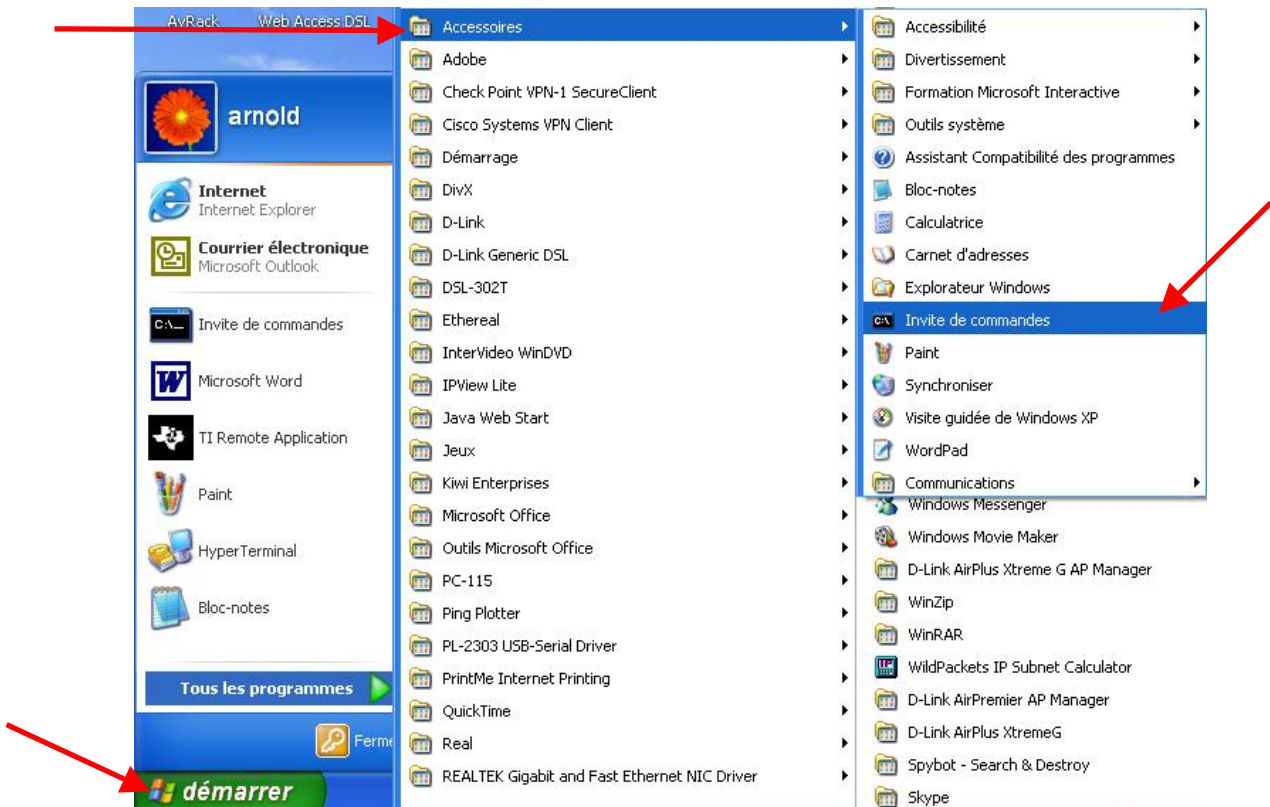 AvRack
Web Access DSL
arnold
Internet
Internet Explorer
Courrier électronique
Microsoft Outlook
C:\_
Invite de commandes
Microsoft Word
TI Remote Application
Paint
HyperTerminal
Bloc-notes
Tous les programmes
Ferme
démarrer
Accessoires
Adobe
Check Point VPN-1 SecureClient
Cisco Systems VPN Client
Démarrage
DivX
D-Link
D-Link Generic DSL
DSL-302T
Ethereal
InterVideo WinDVD
IPView Lite
Java Web Start
Jeux
Kiwi Enterprises
Microsoft Office
Outils Microsoft Office
PC-115
Ping Plotter
PL-2303 USB-Serial Driver
PrintMe Internet Printing
QuickTime
Real
REALTEK Gigabit and Fast Ethernet NIC Driver
Accessibilité
Divertissement
Formation Microsoft Interactive
Outils système
Assistant Compatibilité des programmes
Bloc-notes
Calculatrice
Carnet d'adresses
Explorateur Windows
Invite de commandes
Paint
Synchroniser
Visite guidée de Windows XP
WordPad
Communications
Windows Messenger
Windows Movie Maker
D-Link AirPlus Xtreme G AP Manager
WinZip
WinRAR
WildPackets IP Subnet Calculator
D-Link AirPremier AP Manager
D-Link AirPlus XtremeG
Spybot - Search & Destroy
Skype